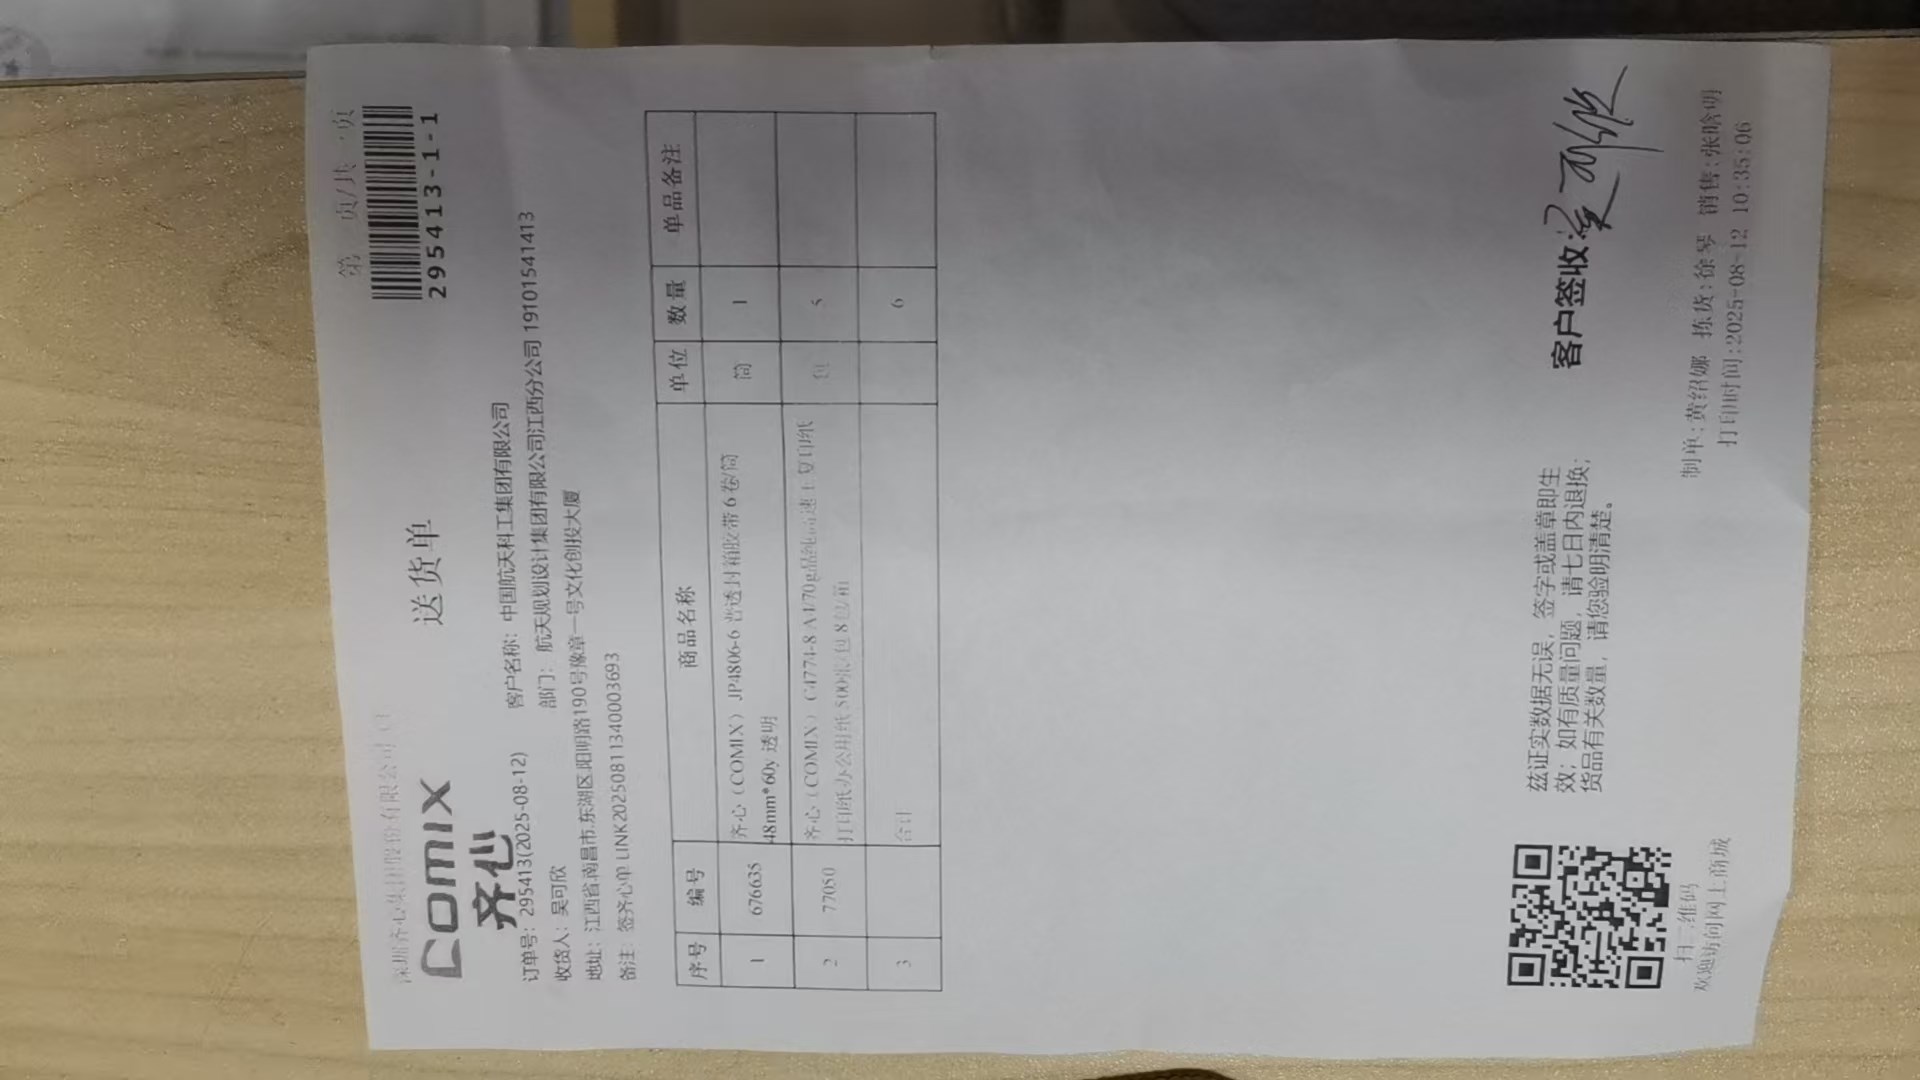 第一页/共一页
深圳齐心集团股份有限公司
COMIX
齐心
送货单
295413-1-1
订单号：295413(2025-08-12) 客户名称：中国航天科工集团有限公司
收货人：吴可欣 部门：航天规划设计集团有限公司江西分公司 19101541413
地址：江西省.南昌市.东湖区.阳明路190号豫章一号文化创投大厦
备注：签齐心单 LINK2025081134000369​3
序号 编号 商品名称 单位 数量 单品备注
1 676635 齐心（COMIX）JP4806-6 普透封箱胶带 6 卷/筒 48mm*60y 透明 筒 1
2 77050 齐心（COMIX）C4774-8 A4/70g晶纯高速王复印纸 打印纸办公用纸 500张/包 8包/箱 包 5
3 合计 6
扫二维码
欢迎访问网上商城
兹证实数据无误，签字或盖章即生
效；如有质量问题，请七日内退换；
货品有关数量，请您验明清楚。
客户签收: 吴可欣
制单:黄绍娜 拣货:徐琴 销售:张晗明
打印时间:2025-08-12 10:35:06